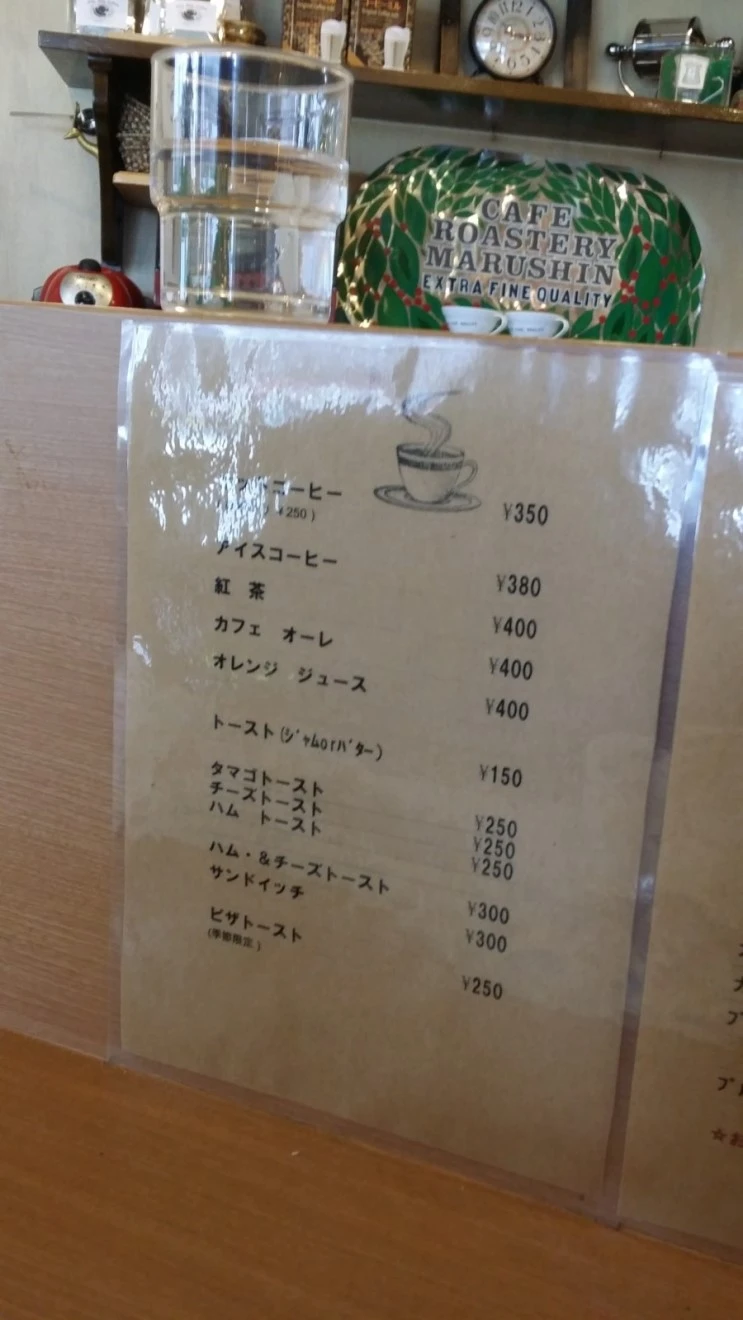 CAFE
ROASTERY
MARUSHIN
EXTRA FINE QUALITY
コーヒー ¥350
¥250 )
アイスコーヒー ¥380
紅 茶 ¥400
カフェ オーレ ¥400
オレンジ ジュース ¥400
トースト(ｼﾞｬﾑorﾊﾞﾀｰ) ¥150
タマゴトースト ¥250
チーズトースト ¥250
ハム トースト ¥250
ハム・&チーズトースト ¥300
サンドイッチ ¥300
ピザトースト ¥250
(季節限定 )